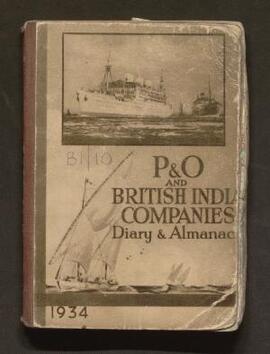 B1/10
P&O
AND
BRITISH INDIA
COMPANIES
Diary & Almanac
1934